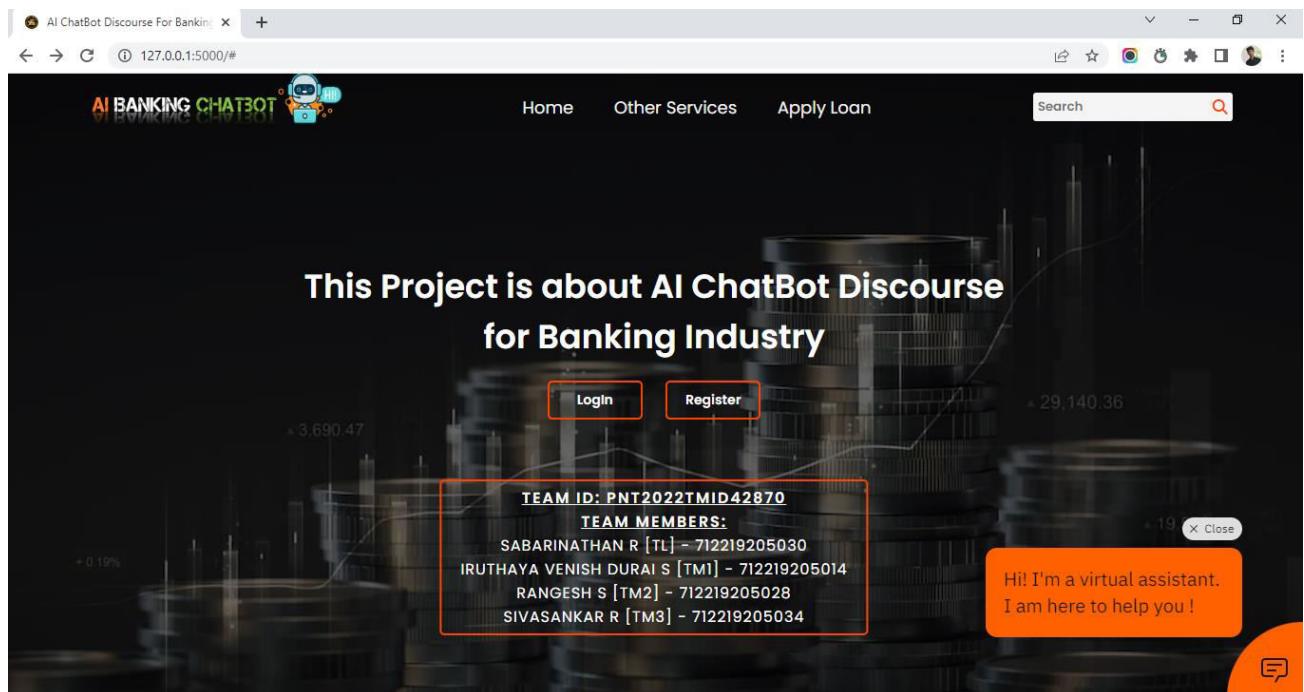 AI ChatBot Discourse For Banking
127.0.0.1:5000/#
AI BANKING CHATBOT
HI!
Home Other Services Apply Loan
Search
This Project is about AI ChatBot Discourse
for Banking Industry
LogIn Register
29,140.36
3,690.47
TEAM ID: PNT2022TMID42870
TEAM MEMBERS:
SABARINATHAN R [TL] - 712219205030
IRUTHAYA VENISH DURAI S [TM1] - 712219205014
RANGESH S [TM2] - 712219205028
SIVASANKAR R [TM3] - 712219205034
+ 0.19%
× Close
Hi! I'm a virtual assistant.
I am here to help you !